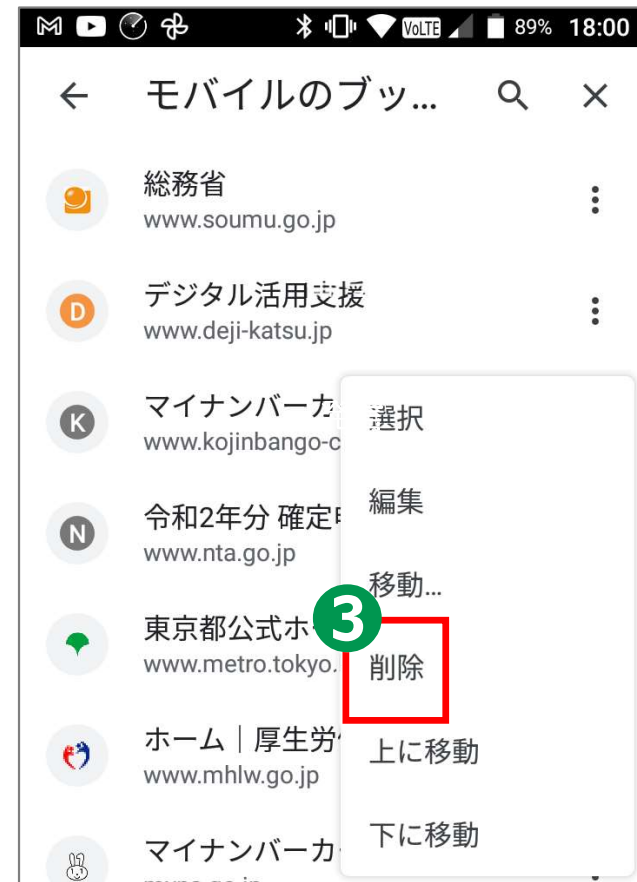 VoLTE 89% 18:00
モバイルのブッ...
総務省
www.soumu.go.jp
デジタル活用支援
D
www.deji-katsu.jp
マイナンバーカ
K
www.kojinbango-c
令和2年分 確定
N
www.nta.go.jp
東京都公式ホ
www.metro.tokyo.
ホーム｜厚生労
www.mhlw.go.jp
マイナンバーカ
選択
編集
移動...
3
削除
上に移動
下に移動